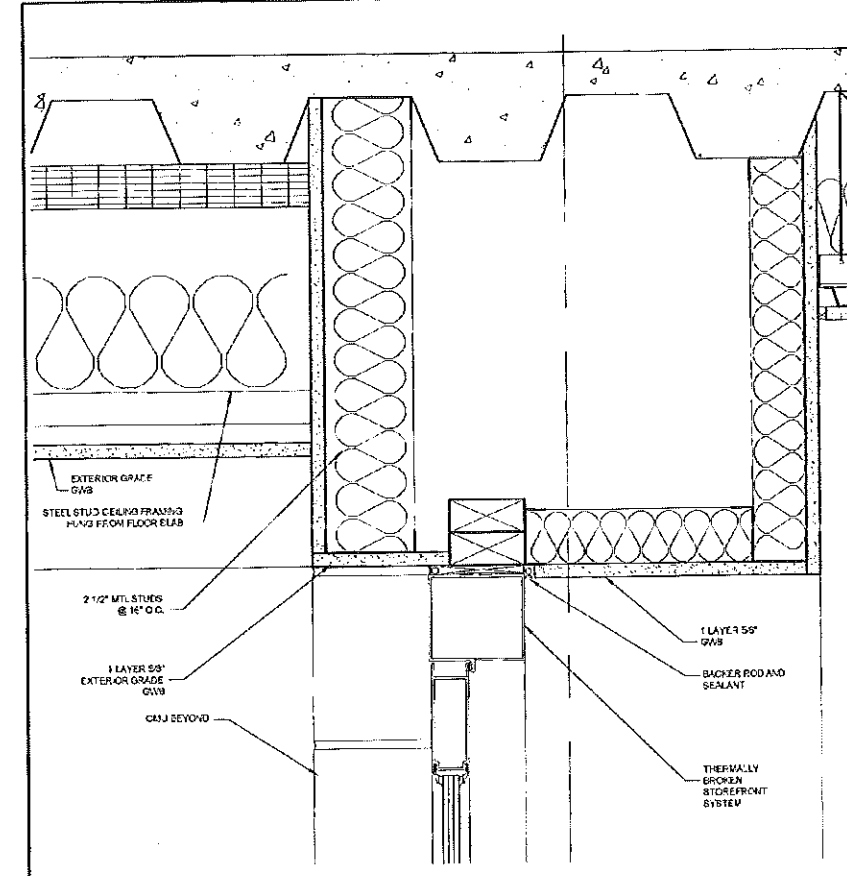 EXTERIOR GRADE
GWB
STEEL STUD CEILING FRAMING
HUNG FROM FLOOR SLAB
2 1/2" MTL STUDS
@ 16" O.C.
1 LAYER 5/8"
EXTERIOR GRADE
GWB
CMU BEYOND
1 LAYER 5/8"
GWB
BACKER ROD AND
SEALANT
THERMALLY
BROKEN
STOREFRONT
SYSTEM